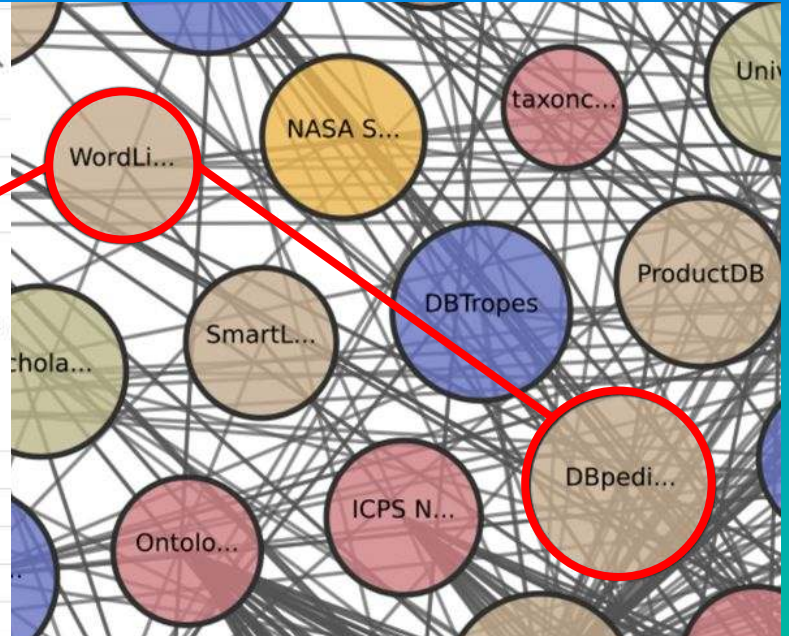 WordLi...
NASA S...
taxonc...
Univ
DBTropes
ProductDB
SmartL...
chola...
DBpedi...
ICPS N...
Ontolo...